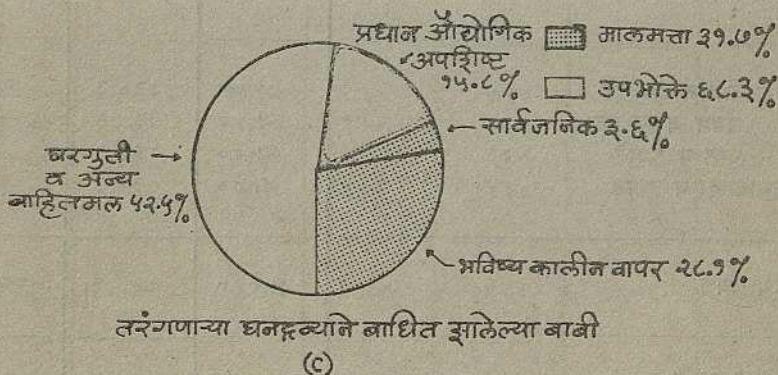 प्रधान औद्योगिक
अपशिष्ट
१५.८%
मालमत्ता ३१.७%
उपभोक्ते ६८.३%
सार्वजनिक ३.६%
घरगुती
व अन्य
वाहितमल ५२.५%
भविष्य कालीन वापर २८.१%
तरंगणाऱ्या घनद्रव्याने बाधित झालेल्या बाबी
(C)